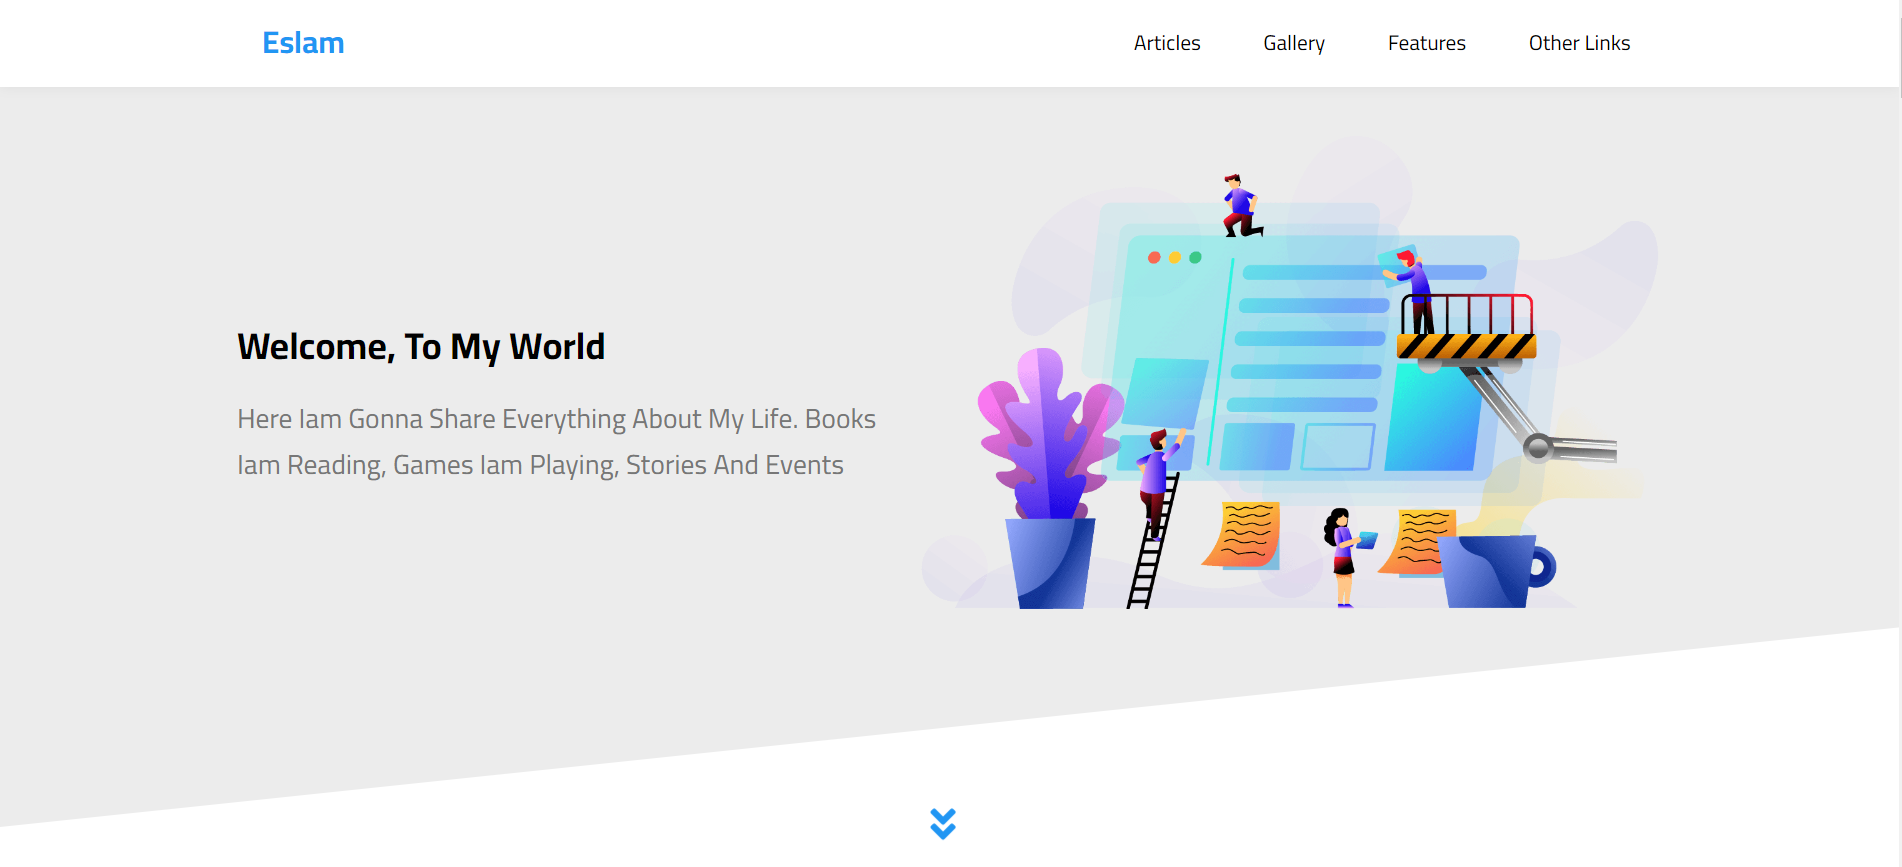 Eslam
Articles
Gallery
Features
Other Links
Welcome, To My World
Here Iam Gonna Share Everything About My Life. Books
Iam Reading, Games Iam Playing, Stories And Events